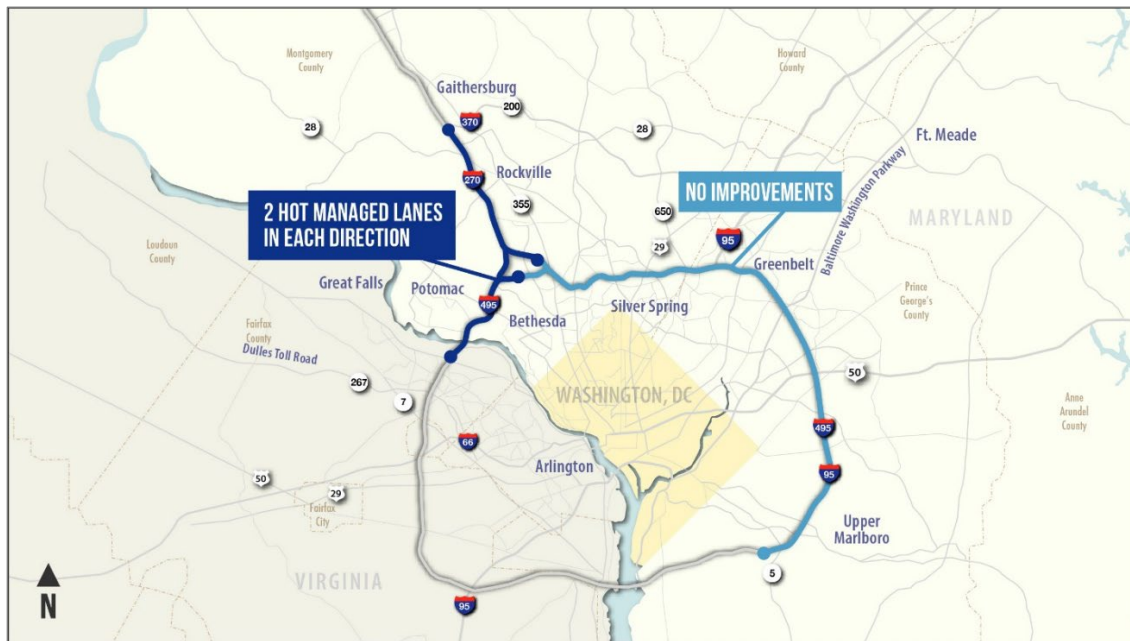 Montgomery
County
Howard
County
Gaithersburg
370
200
28
28
Ft. Meade
270
Rockville
NO IMPROVEMENTS
Baltimore Washington Parkway
355
650
MARYLAND
2 HOT MANAGED LANES
IN EACH DIRECTION
29
95
Loudoun
County
Great Falls
Potomac
Greenbelt
Prince
George's
County
495
Silver Spring
Bethesda
Fairfax
County
Dulles Toll Road
267
7
50
WASHINGTON, DC
Anne
Arundel
County
66
495
Arlington
95
50
29
Fairfax
City
Upper
Marlboro
5
VIRGINIA
95
N